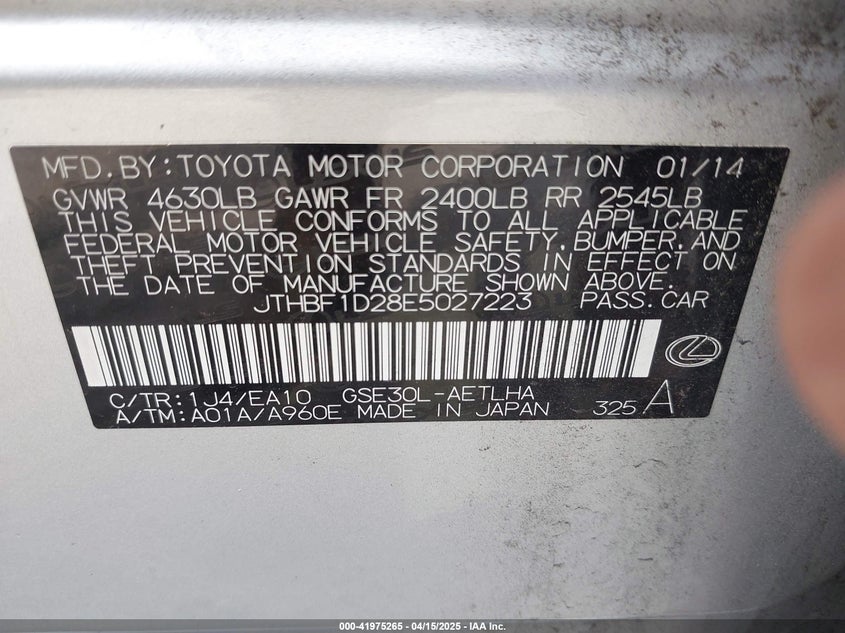 MFD.BY:TOYOTA MOTOR CORPORATION 01/14
GVWR 4630LB GAWR FR 2400LB RR 2545LB
THIS VEHICLE CONFORMS TO ALL APPLICABLE
FEDERAL MOTOR VEHICLE SAFETY,BUMPER,AND
THEFT PREVENTION STANDARDS IN EFFECT ON
THE DATE OF MANUFACTURE SHOWN ABOVE.
JTHBF1D28E5027223 PASS.CAR
C/TR:1J4/EA10 GSE30L-AETLHA
A/TM:A01A/A960E MADE IN JAPAN 325 A
000-41975265 - 04/15/2025 - IAA Inc.